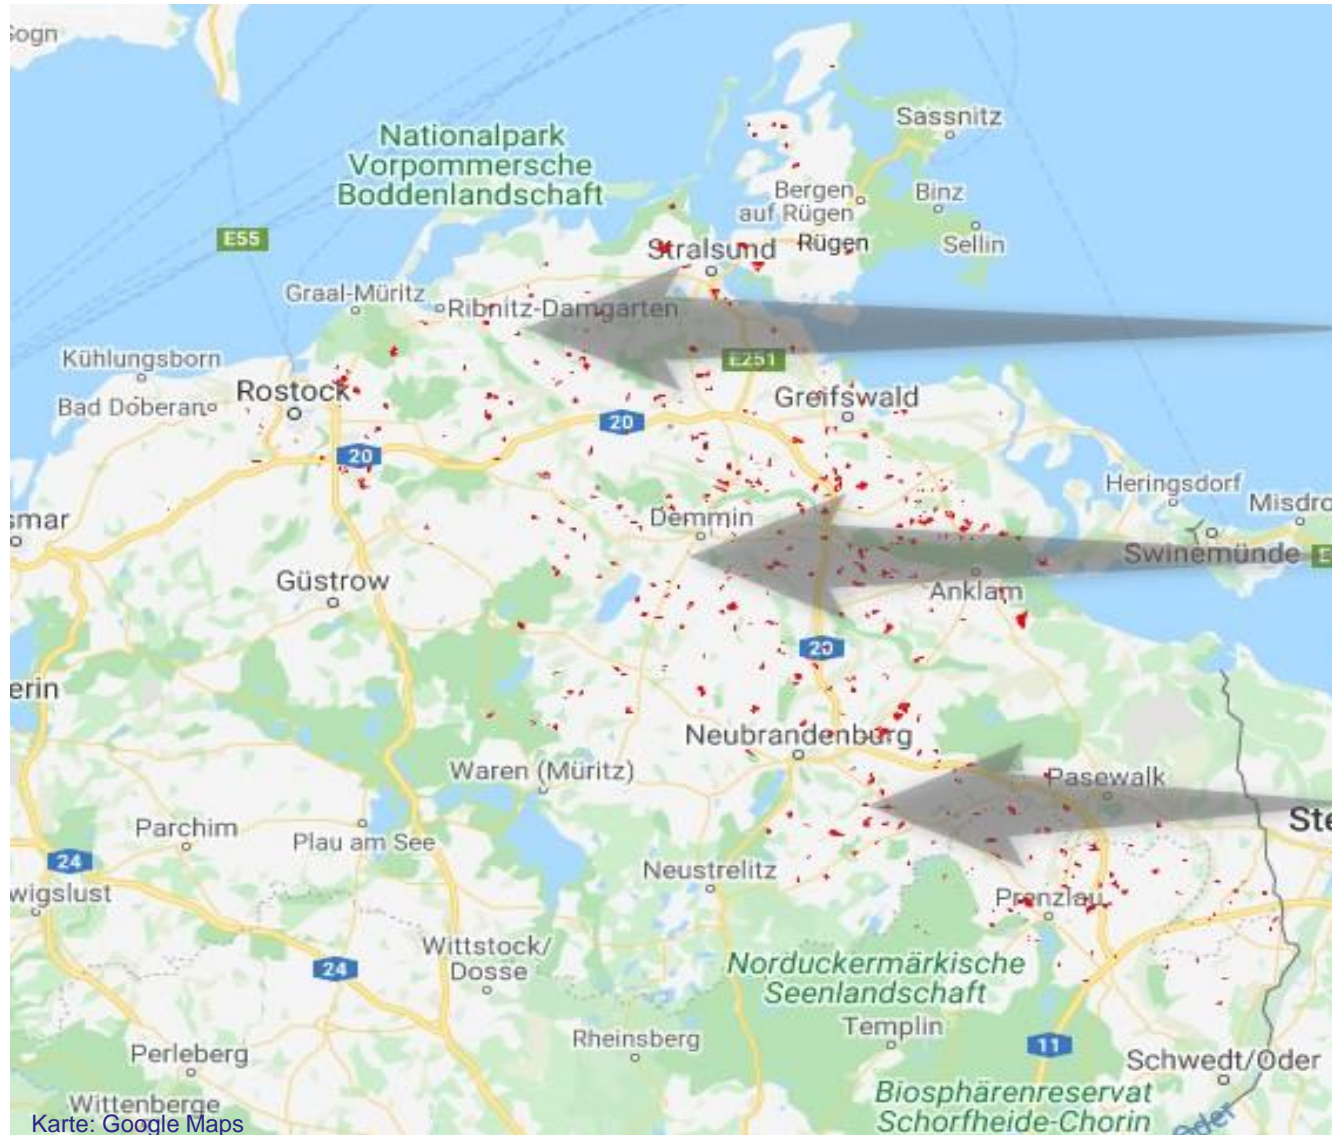 Sogn
Nationalpark
Vorpommersche
Boddenlandschaft
Sassnitz
Bergen
auf Rügen
Binz
Rügen
Sellin
E55
Stralsund
Graal-Müritz
Ribnitz-Damgarten
E251
Kühlungsborn
Rostock
Bad Doberan
Greifswald
20
20
Heringsdorf
Misdro
smar
Demmin
Swinemünde
E
Güstrow
Anklam
20
erin
Neubrandenburg
Waren (Müritz)
Pasewalk
Ste
Parchim
Plau am See
24
Neustrelitz
wigslust
Prenzlau
Wittstock/
Dosse
24
Norduckermärkische
Seenlandschaft
Templin
Rheinsberg
11
Perleberg
Schwedt/Oder
Wittenberge
Biosphärenreservat
Schorfheide-Chorin
Oder
Karte: Google Maps